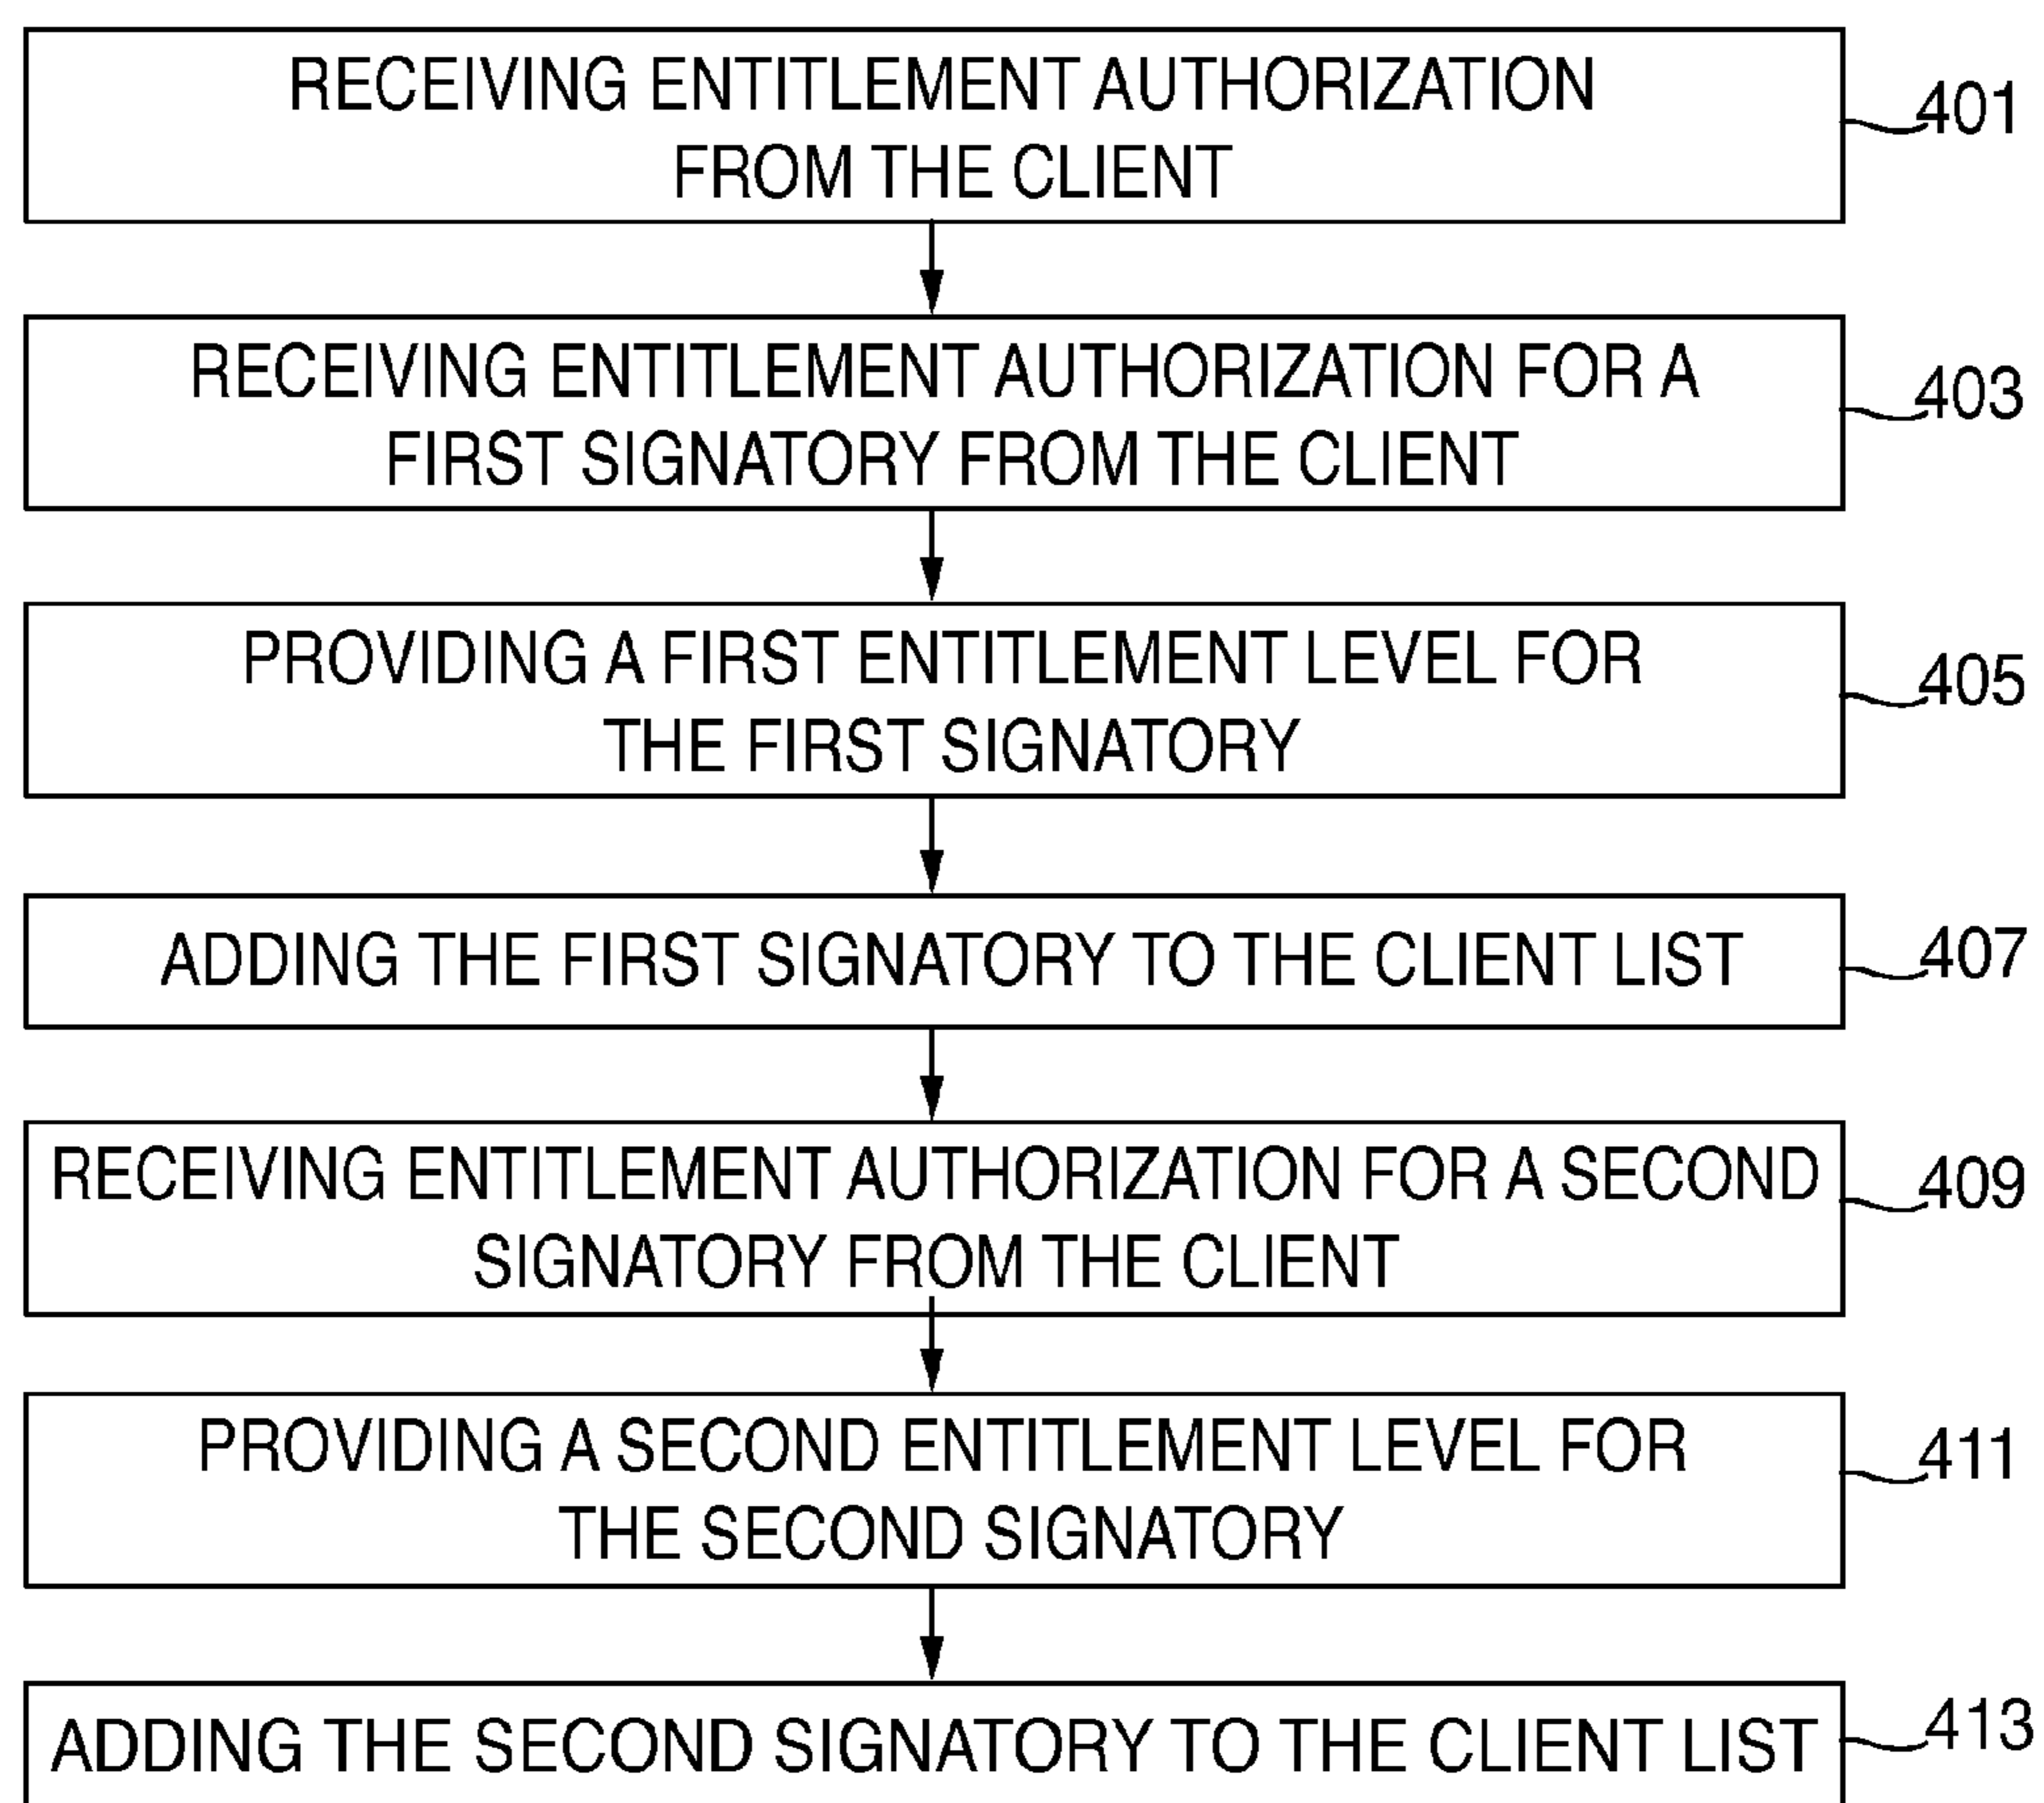 RECEIVING ENTITLEMENT AUTHORIZATION
FROM THE CLIENT
401
RECEIVING ENTITLEMENT AUTHORIZATION FOR A
FIRST SIGNATORY FROM THE CLIENT
403
PROVIDING A FIRST ENTITLEMENT LEVEL FOR
THE FIRST SIGNATORY
405
ADDING THE FIRST SIGNATORY TO THE CLIENT LIST
407
RECEIVING ENTITLEMENT AUTHORIZATION FOR A SECOND
SIGNATORY FROM THE CLIENT
409
PROVIDING A SECOND ENTITLEMENT LEVEL FOR
THE SECOND SIGNATORY
411
ADDING THE SECOND SIGNATORY TO THE CLIENT LIST
413